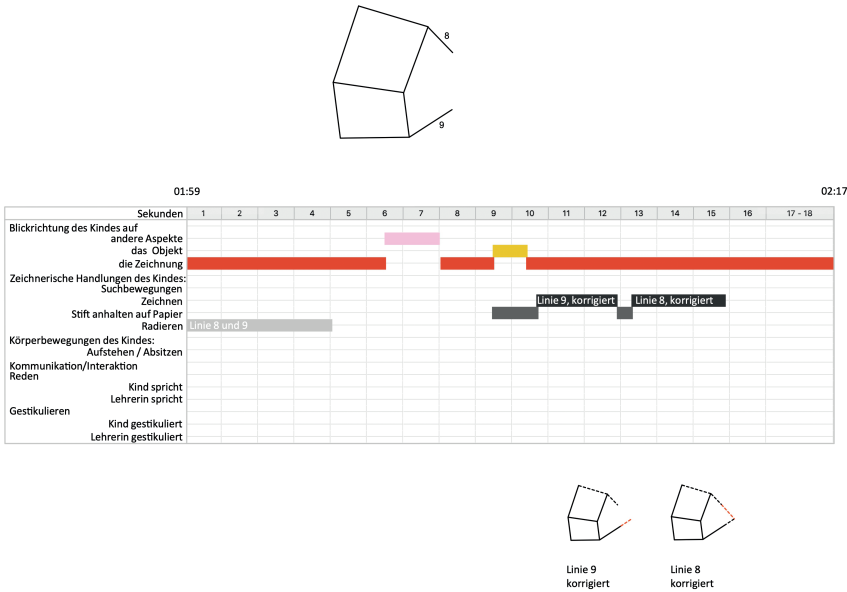 8
9
01:59 02:17
Sekunden 1 2 3 4 5 6 7 8 9 10 11 12 13 14 15 16 17 - 18
Blickrichtung des Kindes auf
andere Aspekte
das Objekt
die Zeichnung
Zeichnerische Handlungen des Kindes:
Suchbewegungen
Zeichnen Linie 9, korrigiert Linie 8, korrigiert
Stift anhalten auf Papier
Radieren Linie 8 und 9
Körperbewegungen des Kindes:
Aufstehen / Absitzen
Kommunikation/Interaktion
Reden
Kind spricht
Lehrerin spricht
Gestikulieren
Kind gestikuliert
Lehrerin gestikuliert
Linie 9 Linie 8
korrigiert korrigiert